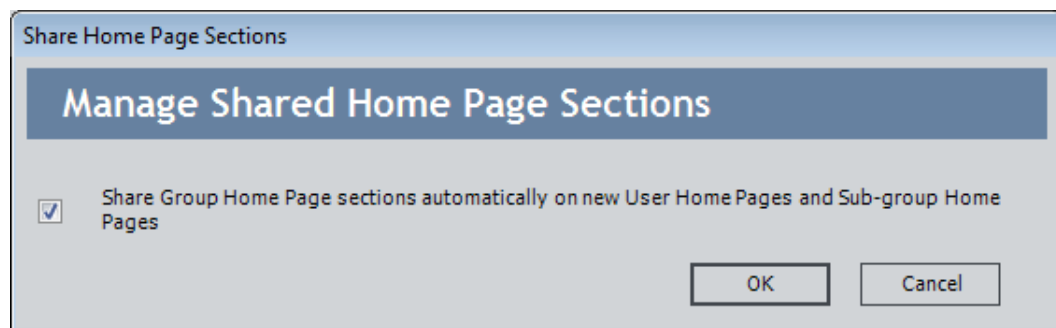 Share Home Page Sections
Manage Shared Home Page Sections
Share Group Home Page sections automatically on new User Home Pages and Sub-group Home
Pages
OK
Cancel